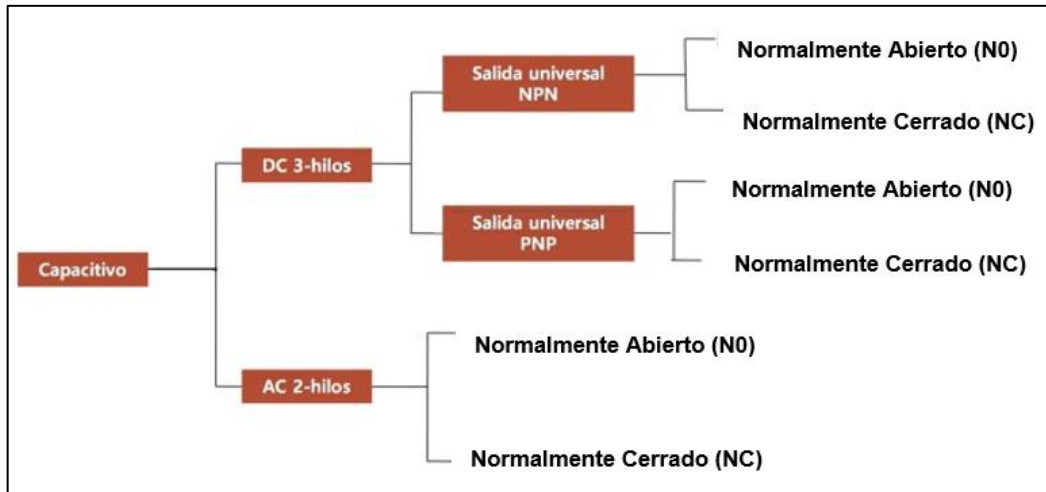 Normalmente Abierto (N0)
Salida universal
NPN
Normalmente Cerrado (NC)
DC 3-hilos
Normalmente Abierto (N0)
Salida universal
PNP
Normalmente Cerrado (NC)
Capacitivo
Normalmente Abierto (N0)
AC 2-hilos
Normalmente Cerrado (NC)